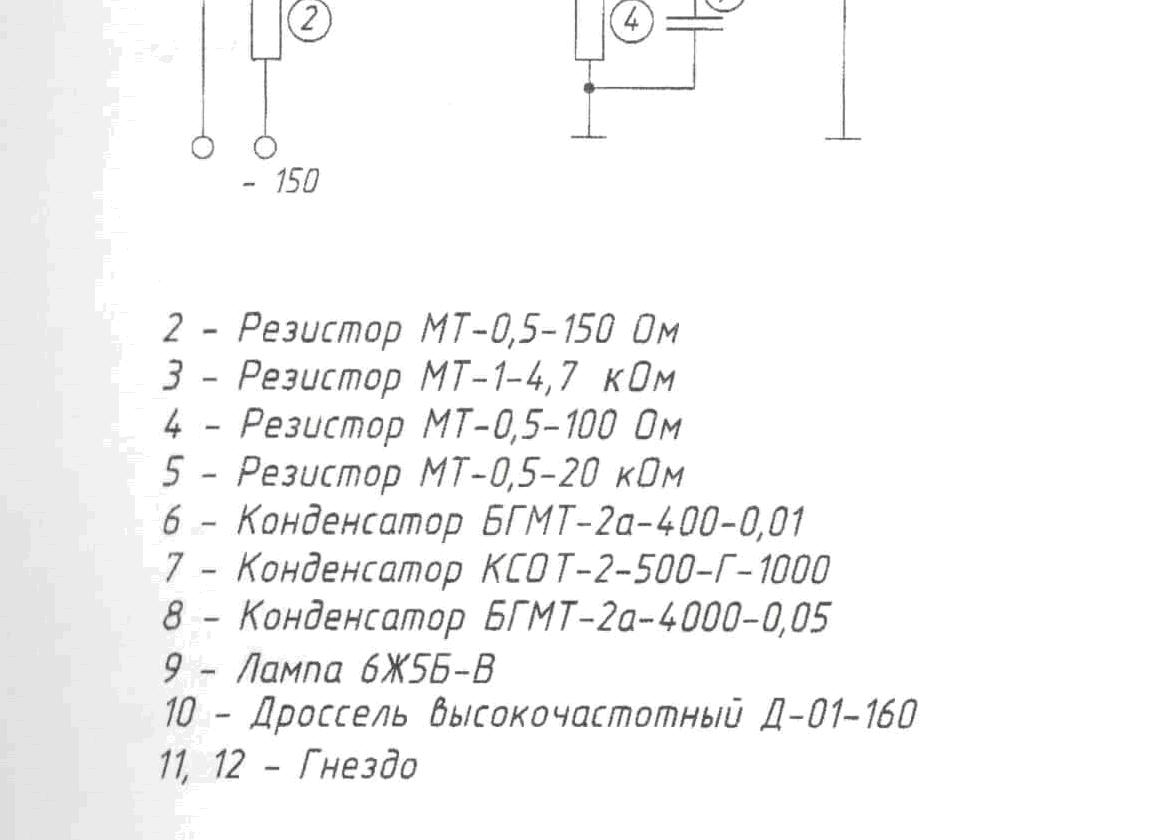 2 4
- 150
2 - Резистор МТ-0,5-150 Ом
3 - Резистор МТ-1-4,7 кОм
4 - Резистор МТ-0,5-100 Ом
5 - Резистор МТ-0,5-20 кОм
6 - Конденсатор БГМТ-2а-400-0,01
7 - Конденсатор КСОТ-2-500-Г-1000
8 - Конденсатор БГМТ-2а-4000-0,05
9 - Лампа 6Ж5Б-В
10 - Дроссель высокочастотный Д-01-160
11, 12 - Гнездо